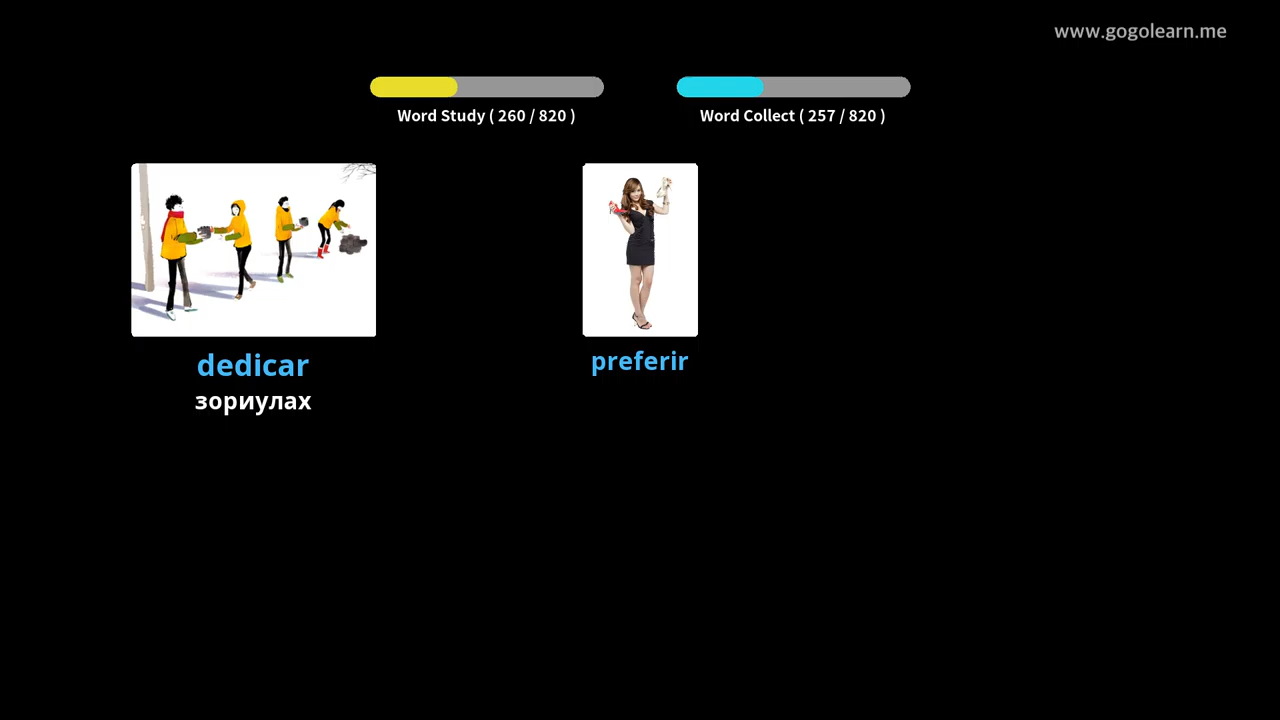 www.gogolearn.me
Word Study ( 260 / 820 )
Word Collect ( 257 / 820 )
dedicar
зориулах
preferir